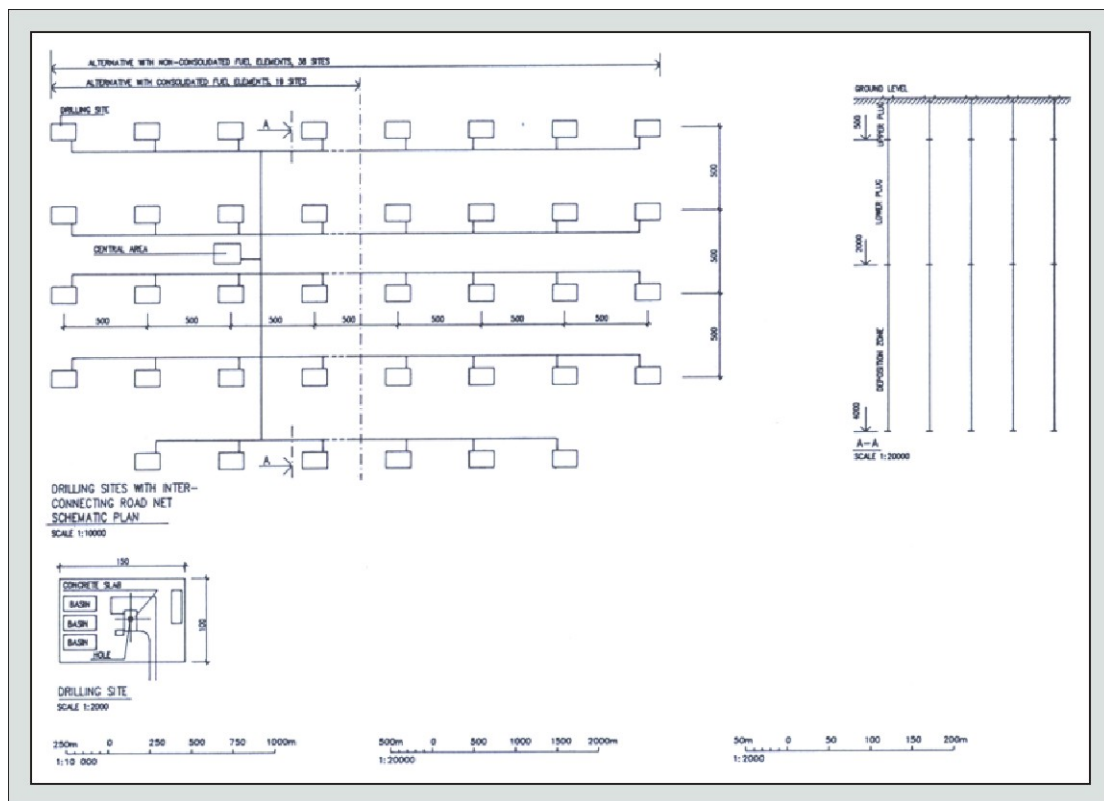 ALTERNATIVE WITH NON-CONSOLIDATED FUEL ELEMENTS, 38 SITES
ALTERNATIVE WITH CONSOLIDATED FUEL ELEMENTS, 19 SITES
DRILLING SITE
A
500
500
500
CENTRAL AREA
500 500 500 500 500 500 500
500
A
DRILLING SITES WITH INTER-
CONNECTING ROAD NET
SCHEMATIC PLAN
SCALE 1:10000
GROUND LEVEL
500
UPPER PLUG
LOWER PLUG
2000
DEPOSITION ZONE
4000
A-A
SCALE 1:20000
150
CONCRETE SLAB
BASIN
BASIN
BASIN
HOLE
100
DRILLING SITE
SCALE 1:2000
250m 0 250 500 750 1000m
1:10 000
500m 0 500 1000 1500 2000m
1:20000
50m 0 50 100 150 200m
1:2000